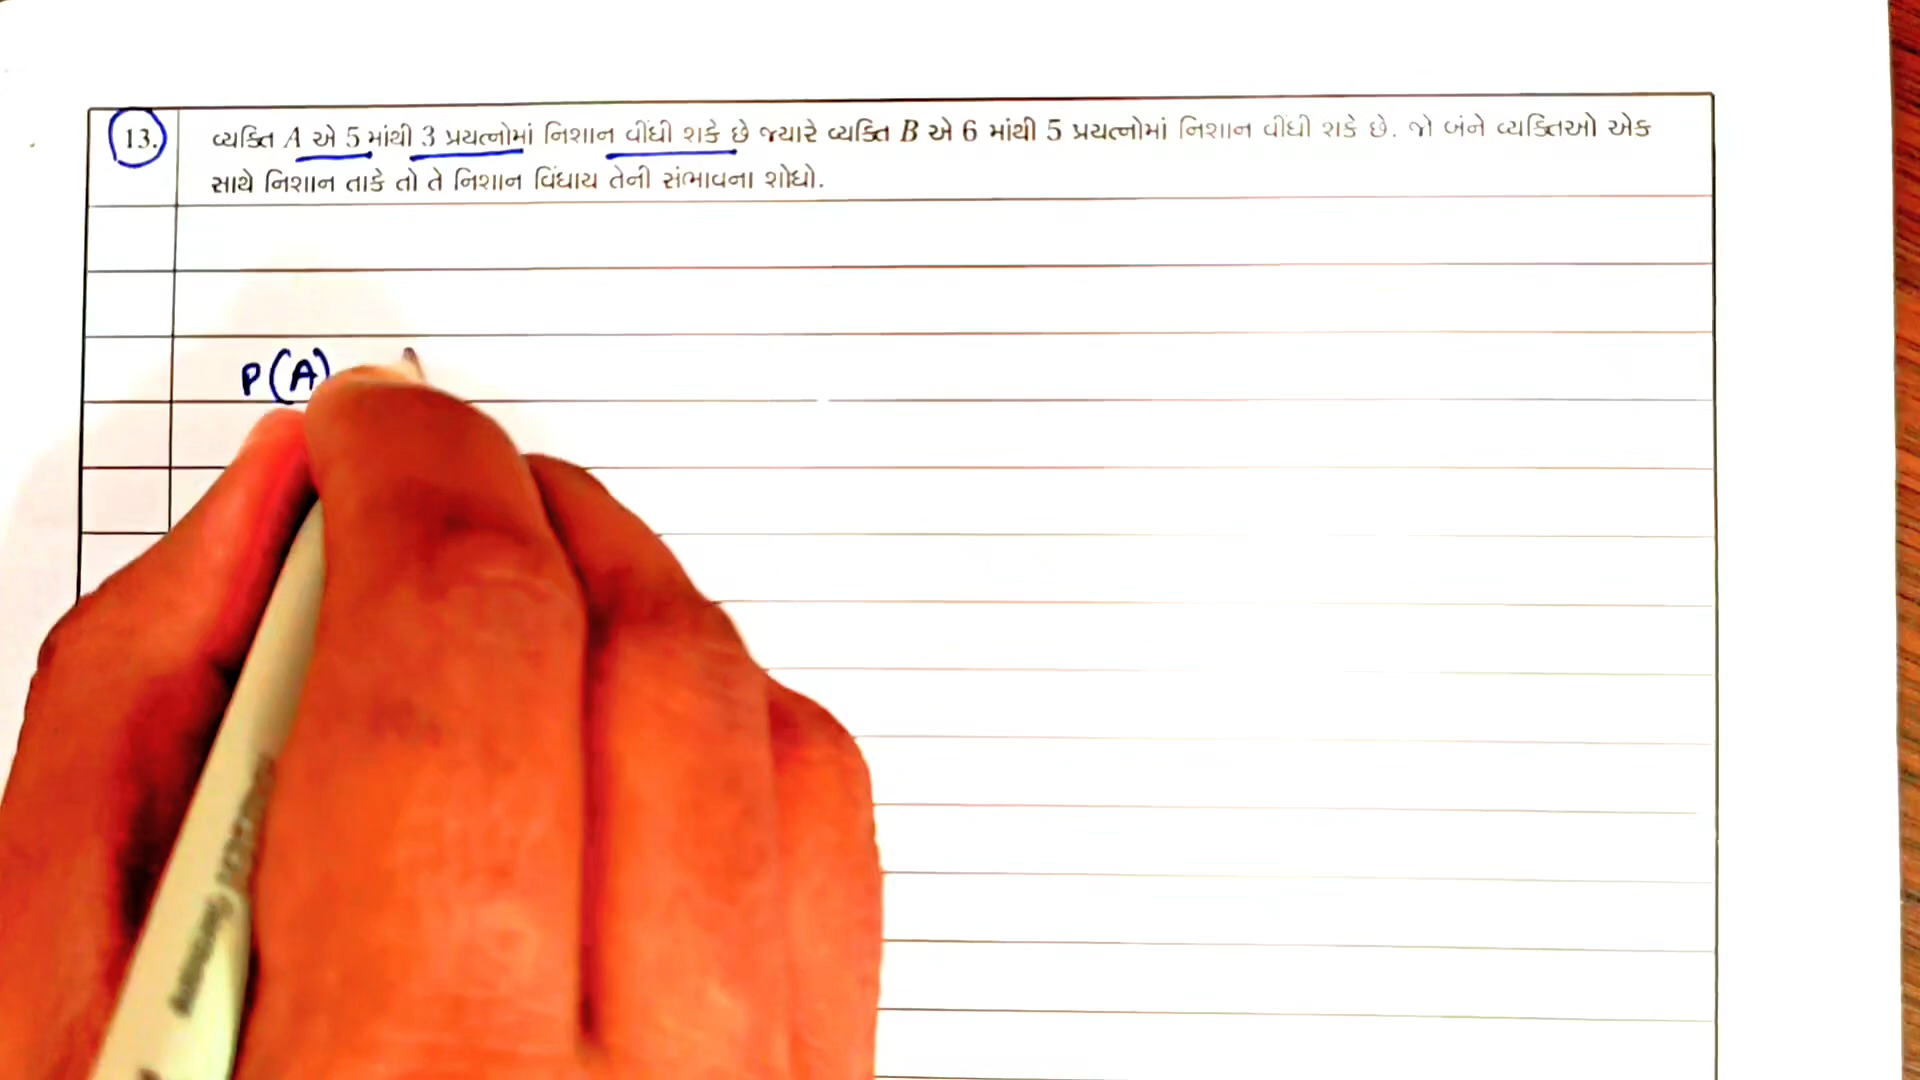 13. વ્યક્તિ A એ 5 માંથી 3 પ્રયત્નોમાં નિશાન વીંધી શકે છે જ્યારે વ્યક્તિ B એ 6 માંથી 5 પ્રયત્નોમાં નિશાન વીંધી શકે છે. જો બંને વ્યક્તિઓ એક
સાથે નિશાન તાકે તો તે નિશાન વિંધાય તેની સંભાવના શોધો.
P(A)